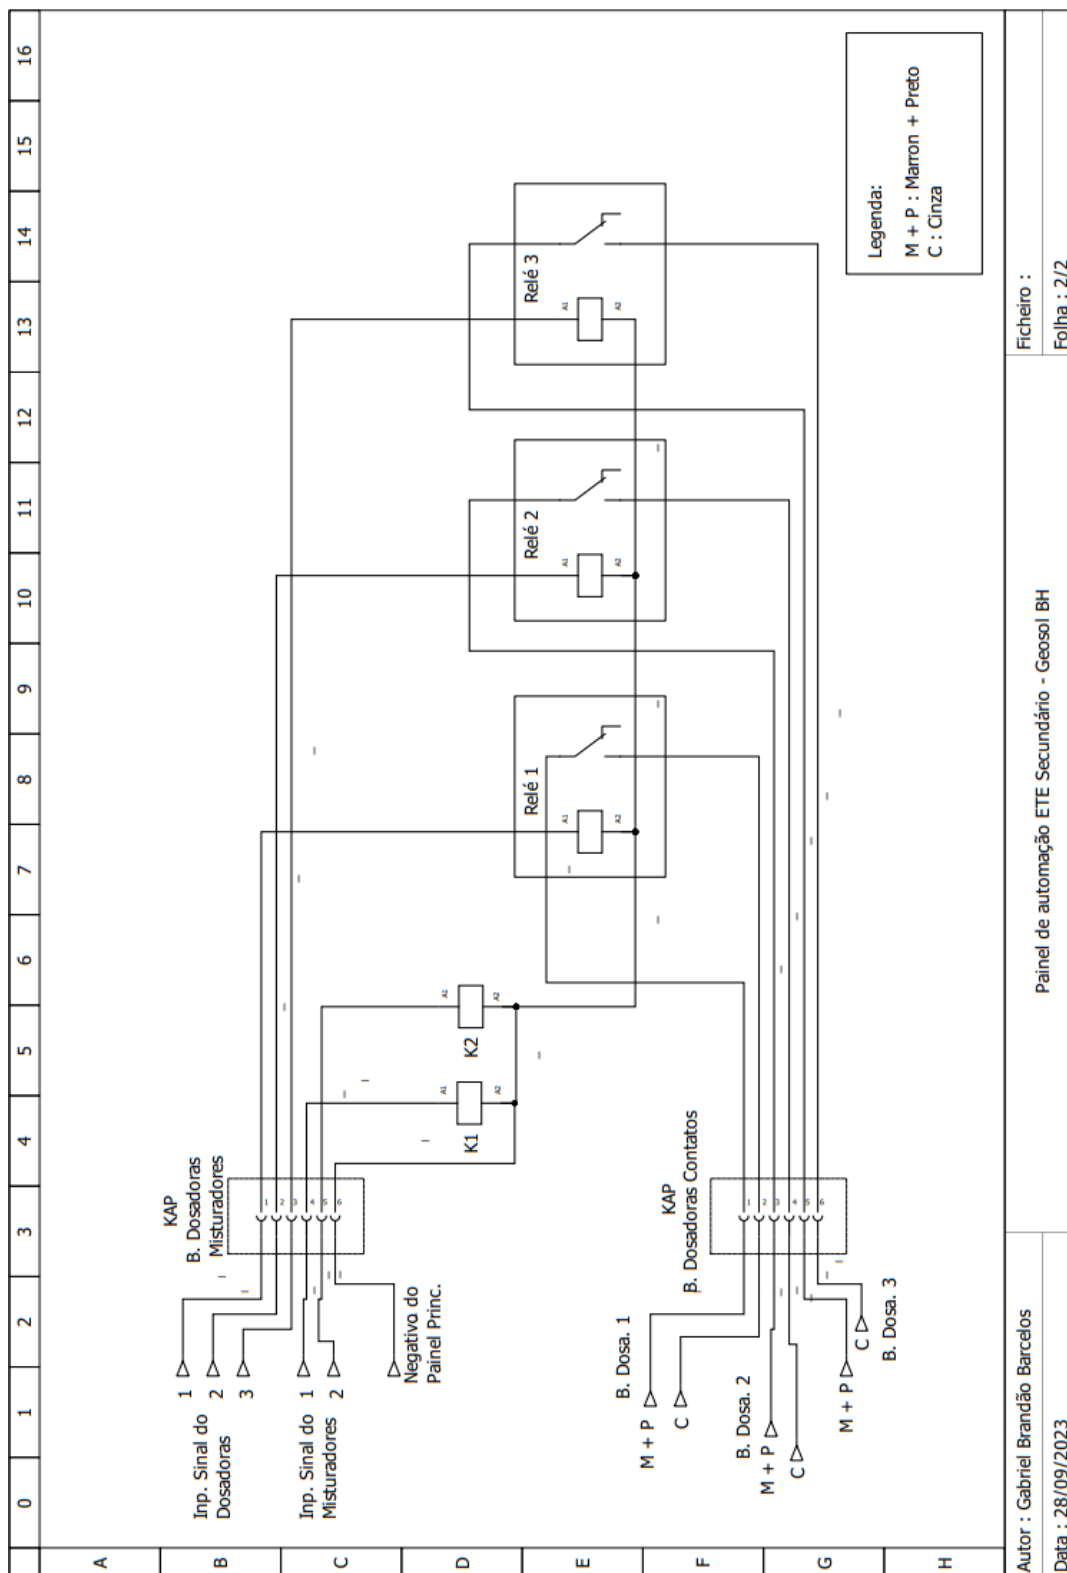 0 1 2 3 4 5 6 7 8 9 10 11 12 13 14 15 16
A
B
C
D
E
F
G
H
KAP
B. Dosadoras
Misturadores
1 2 3 4 5 6
Inp. Sinal do
Dosadoras
1
2
3
Inp. Sinal do
Misturadores
1
2
Negativo do
Painel Princ.
K1
A1
A2
K2
A1
A2
Relé 1
A1
A2
Relé 2
A1
A2
Relé 3
A1
A2
KAP
B. Dosadoras Contatos
1 2 3 4 5 6
B. Dosa. 1
M + P
C
B. Dosa. 2
M + P
C
M + P
C
B. Dosa. 3
Legenda:
M + P : Marron + Preto
C : Cinza
Autor : Gabriel Brandão Barcelos
Data : 28/09/2023
Painel de automação ETE Secundário - Geosol BH
Ficheiro :
Folha : 2/2